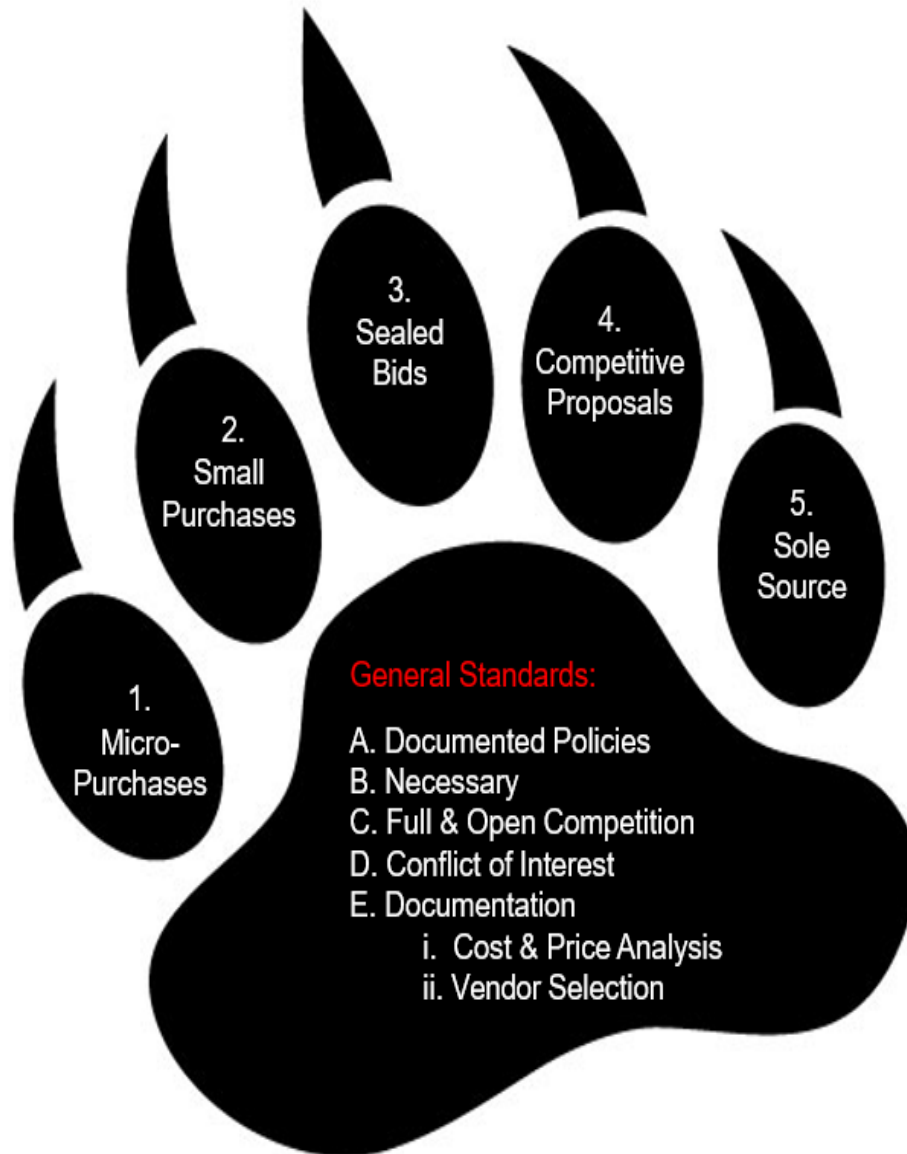 1.
Micro-
Purchases
2.
Small
Purchases
3.
Sealed
Bids
4.
Competitive
Proposals
5.
Sole
Source
General Standards:
A. Documented Policies
B. Necessary
C. Full & Open Competition
D. Conflict of Interest
E. Documentation
i. Cost & Price Analysis
ii. Vendor Selection